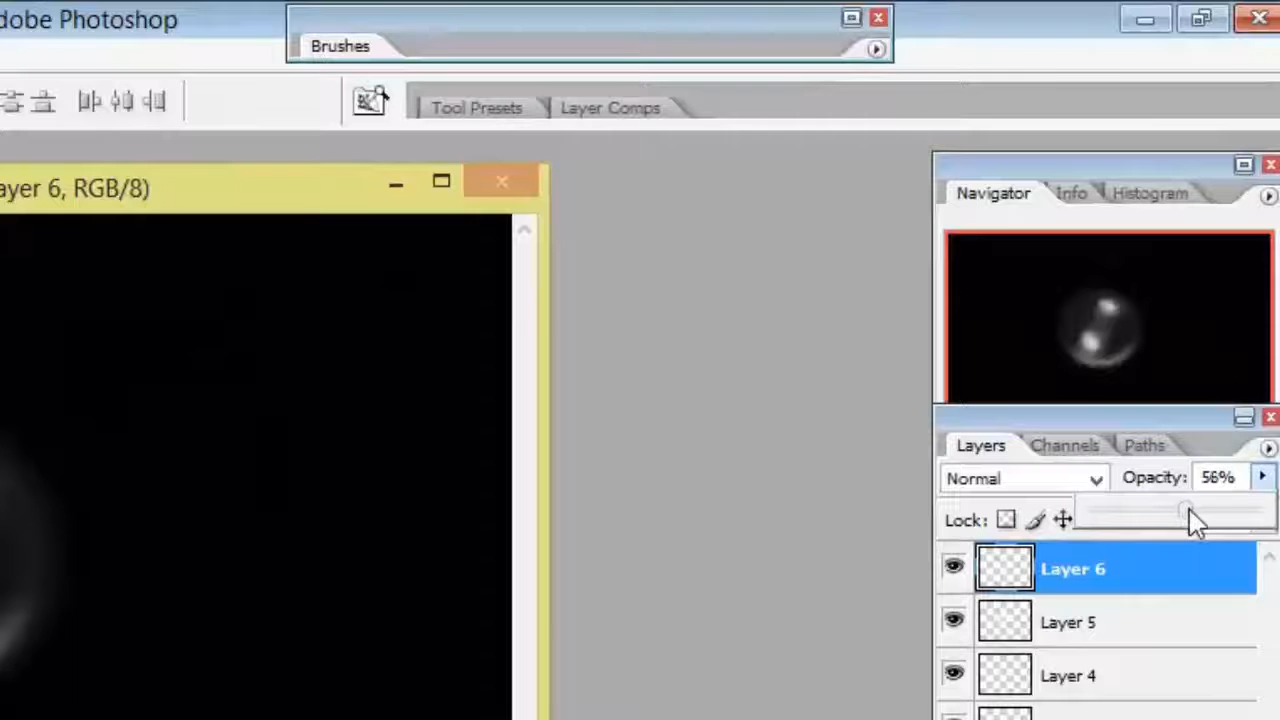 dobe Photoshop
Brushes
Tool Presets
Layer Comps
ayer 6, RGB/8)
Navigator
Info
Histogram
Layers
Channels
Paths
Normal
Opacity: 56%
Lock:
Layer 6
Layer 5
Layer 4